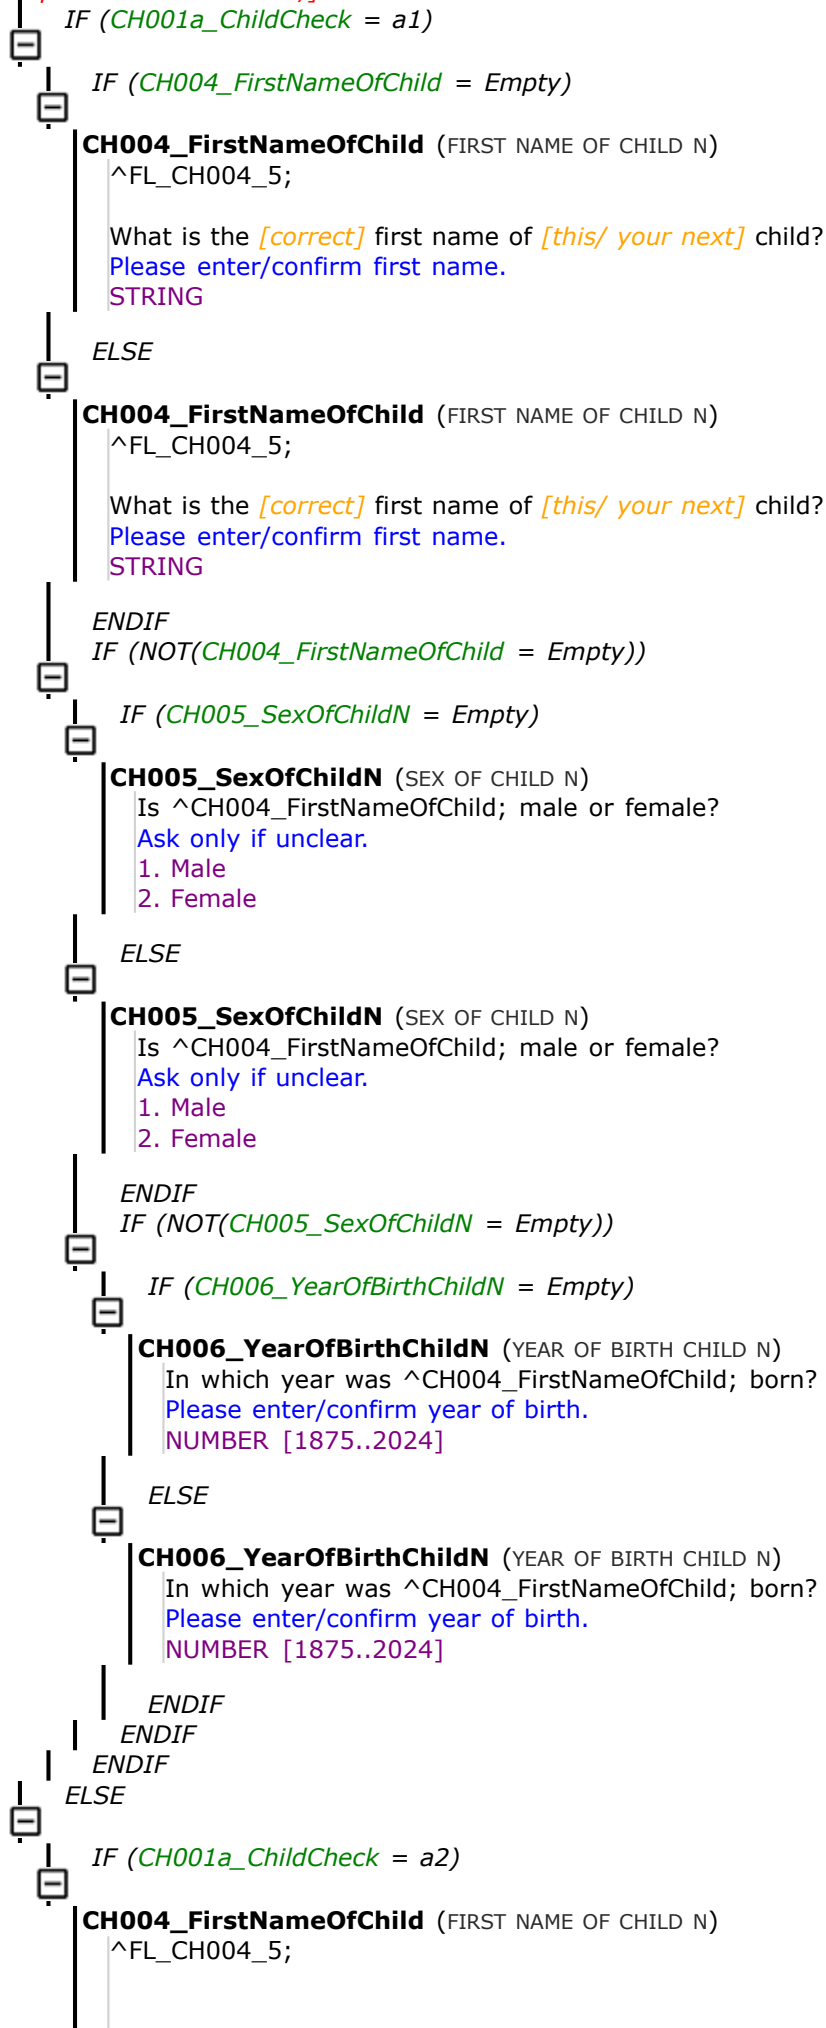 IF (CH001a_ChildCheck = a1)
IF (CH004_FirstNameOfChild = Empty)
CH004_FirstNameOfChild (FIRST NAME OF CHILD N)
^FL_CH004_5;
What is the [correct] first name of [this/ your next] child?
Please enter/confirm first name.
STRING
ELSE
CH004_FirstNameOfChild (FIRST NAME OF CHILD N)
^FL_CH004_5;
What is the [correct] first name of [this/ your next] child?
Please enter/confirm first name.
STRING
ENDIF
IF (NOT(CH004_FirstNameOfChild = Empty))
IF (CH005_SexOfChildN = Empty)
CH005_SexOfChildN (SEX OF CHILD N)
Is ^CH004_FirstNameOfChild; male or female?
Ask only if unclear.
1. Male
2. Female
ELSE
CH005_SexOfChildN (SEX OF CHILD N)
Is ^CH004_FirstNameOfChild; male or female?
Ask only if unclear.
1. Male
2. Female
ENDIF
IF (NOT(CH005_SexOfChildN = Empty))
IF (CH006_YearOfBirthChildN = Empty)
CH006_YearOfBirthChildN (YEAR OF BIRTH CHILD N)
In which year was ^CH004_FirstNameOfChild; born?
Please enter/confirm year of birth.
NUMBER [1875..2024]
ELSE
CH006_YearOfBirthChildN (YEAR OF BIRTH CHILD N)
In which year was ^CH004_FirstNameOfChild; born?
Please enter/confirm year of birth.
NUMBER [1875..2024]
ENDIF
ENDIF
ENDIF
ELSE
IF (CH001a_ChildCheck = a2)
CH004_FirstNameOfChild (FIRST NAME OF CHILD N)
^FL_CH004_5;